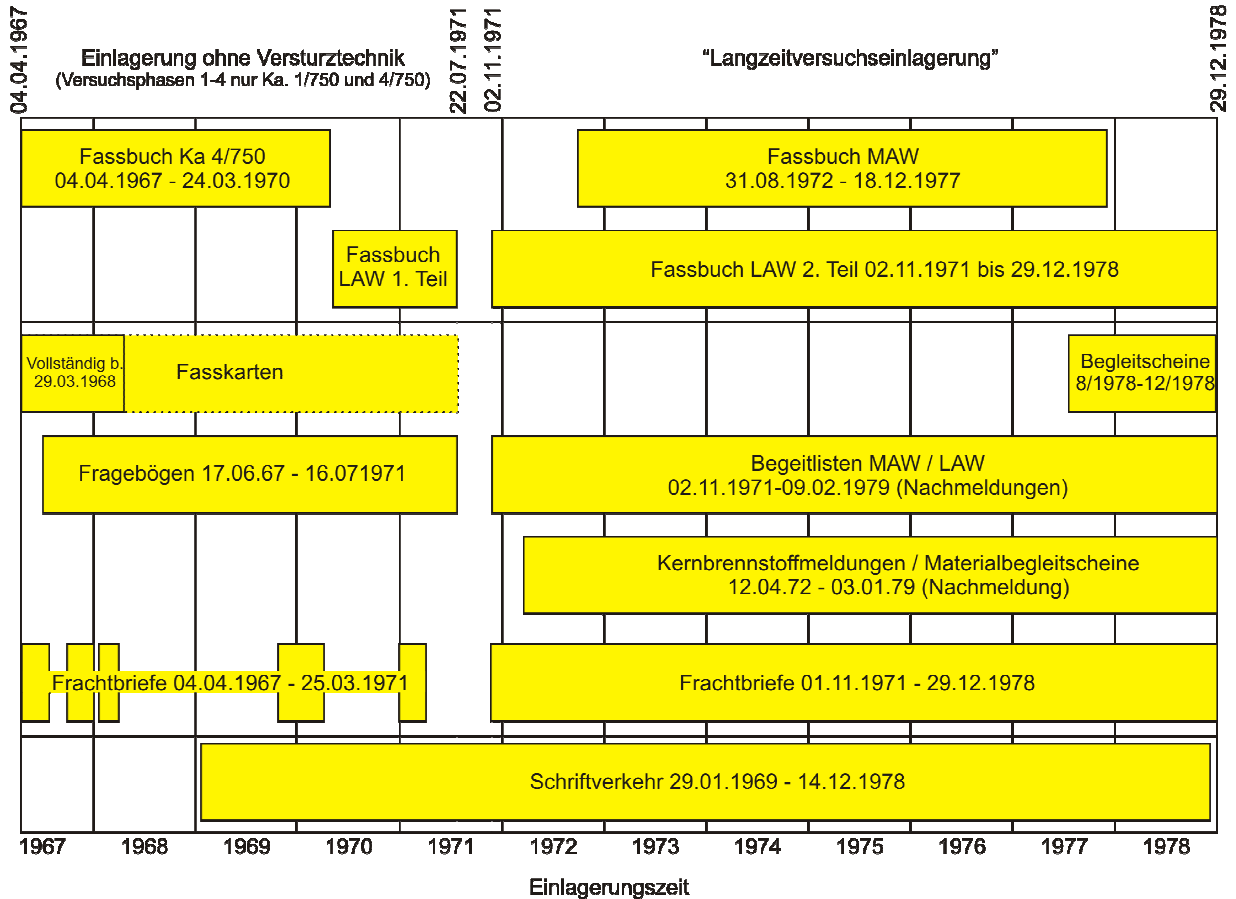 04.04.1967
Einlagerung ohne Versturztechnik
(Versuchsphasen 1-4 nur Ka. 1/750 und 4/750)
22.07.1971
02.11.1971
“Langzeitversuchseinlagerung”
29.12.1978
Fassbuch Ka 4/750
04.04.1967 - 24.03.1970
Fassbuch MAW
31.08.1972 - 18.12.1977
Fassbuch
LAW 1. Teil
Fassbuch LAW 2. Teil 02.11.1971 bis 29.12.1978
Vollständig b.
29.03.1968
Fasskarten
Begleitscheine
8/1978-12/1978
Fragebögen 17.06.67 - 16.071971
Begeitlisten MAW / LAW
02.11.1971-09.02.1979 (Nachmeldungen)
Kernbrennstoffmeldungen / Materialbegleitscheine
12.04.72 - 03.01.79 (Nachmeldung)
Frachtbriefe 04.04.1967 - 25.03.1971
Frachtbriefe 01.11.1971 - 29.12.1978
Schriftverkehr 29.01.1969 - 14.12.1978
1967 1968 1969 1970 1971 1972 1973 1974 1975 1976 1977 1978
Einlagerungszeit